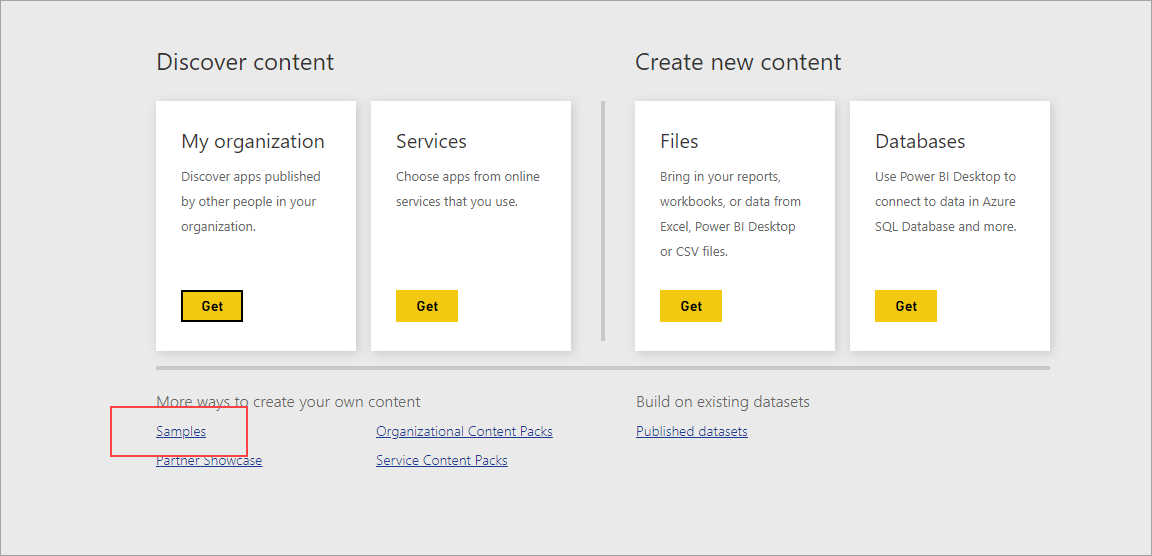 Discover content
My organization
Discover apps published
by other people in your
organization.
Get
Services
Choose apps from online
services that you use.
Get
Create new content
Files
Bring in your reports,
workbooks, or data from
Excel, Power BI Desktop
or CSV files.
Get
Databases
Use Power BI Desktop to
connect to data in Azure
SQL Database and more.
Get
More ways to create your own content
Samples
Organizational Content Packs
Partner Showcase
Service Content Packs
Build on existing datasets
Published datasets